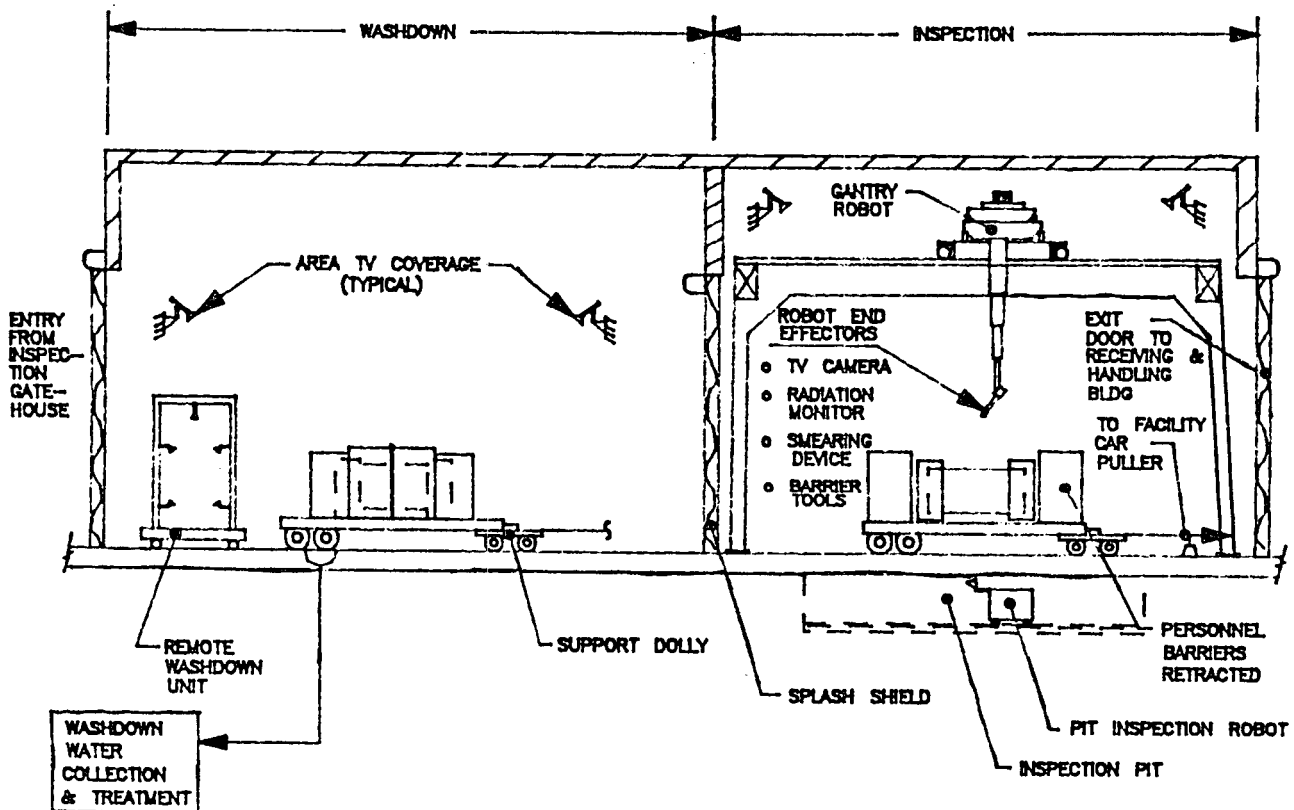 WASHDOWN
INSPECTION
GANTRY
ROBOT
AREA TV COVERAGE
(TYPICAL)
ENTRY
FROM
INSPEC-
TION
GATE-
HOUSE
ROBOT END
EFFECTORS
TV CAMERA
RADIATION
MONITOR
SMEARING
DEVICE
BARRIER
TOOLS
EXIT
DOOR TO
RECEIVING &
HANDLING
BLDG
TO FACILITY
CAR
PULLER
REMOTE
WASHDOWN
UNIT
SUPPORT DOLLY
SPLASH SHIELD
PERSONNEL
BARRIERS
RETRACTED
PIT INSPECTION ROBOT
INSPECTION PIT
WASHDOWN
WATER
COLLECTION
& TREATMENT